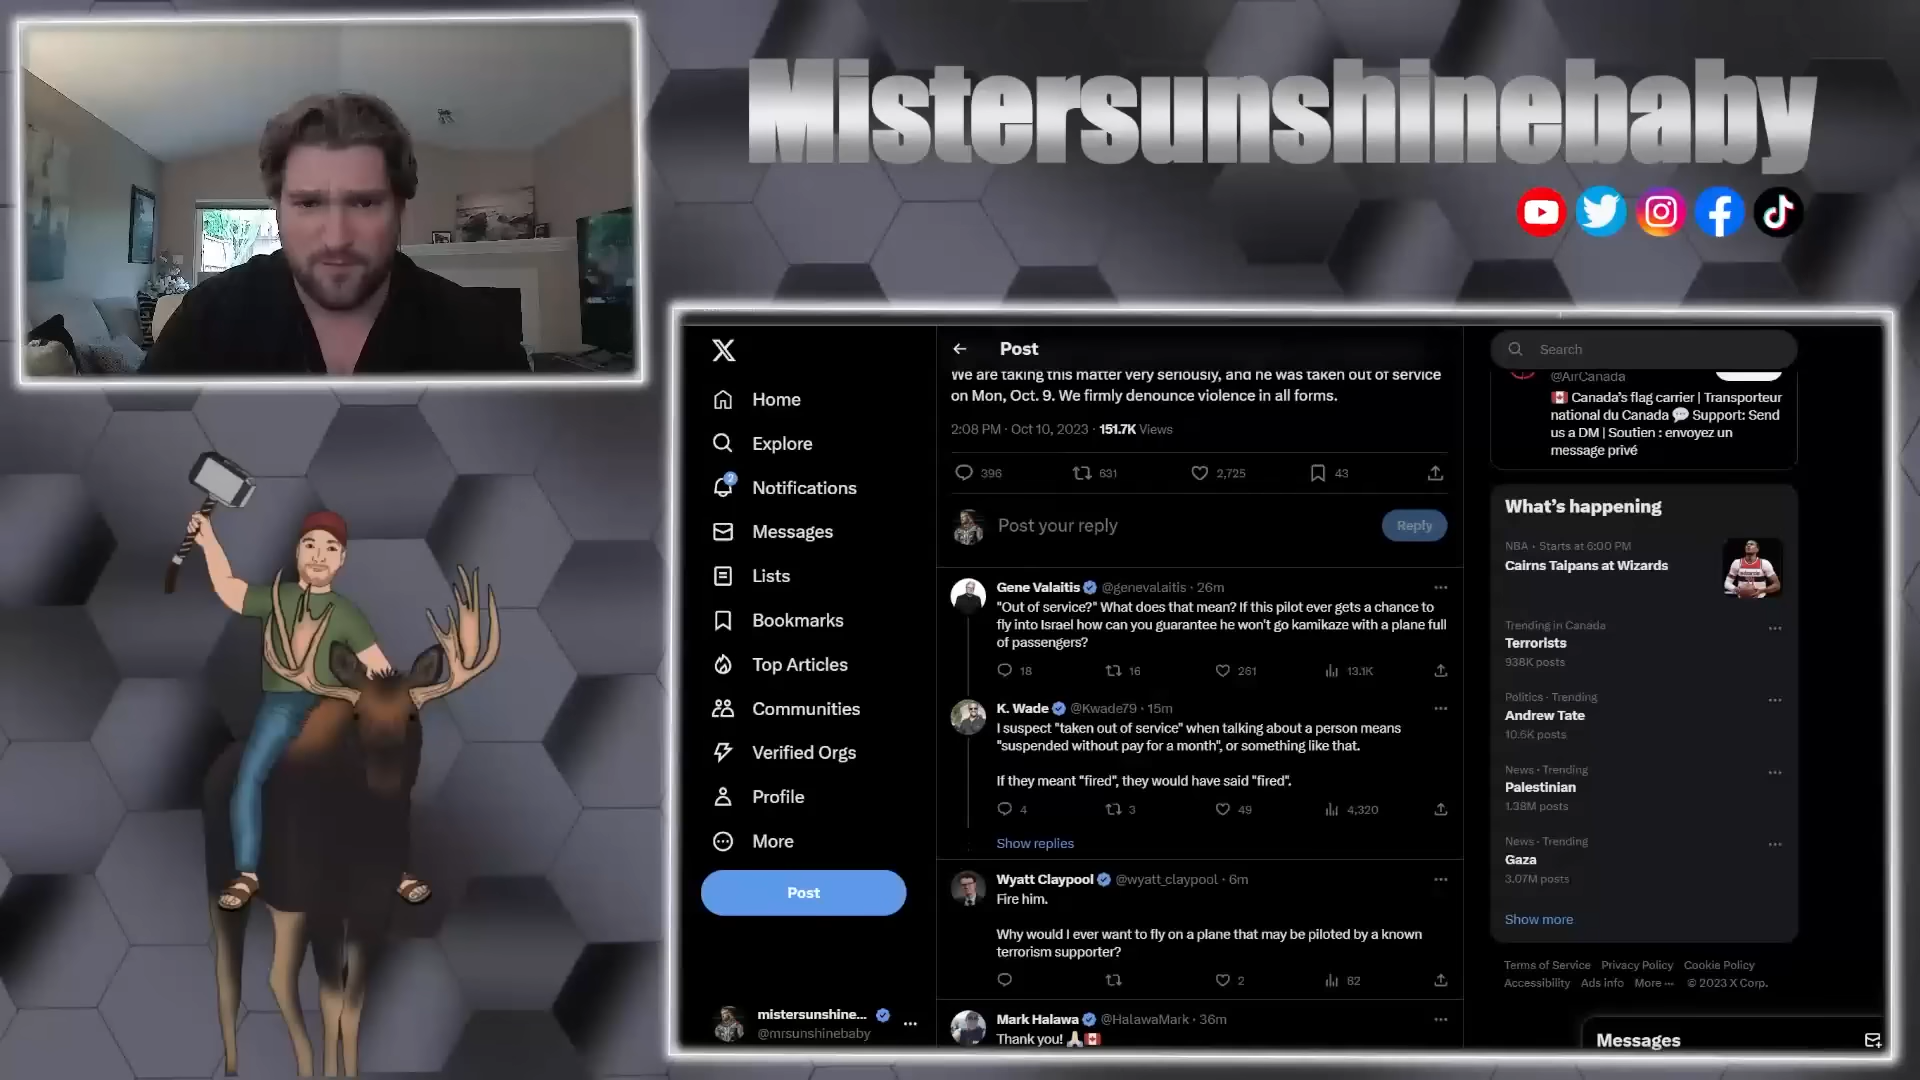 Mistersunshinebaby
Home
Explore
2
Notifications
Messages
Lists
Bookmarks
Top Articles
Communities
Verified Orgs
Profile
More
Post
mistersunshine...
@mrsunshinebaby
Post
We are taking this matter very seriously, and he was taken out of service
on Mon, Oct. 9. We firmly denounce violence in all forms.
2:08 PM · Oct 10, 2023 · 151.7K Views
396 631 2,725 43
Post your reply
Reply
Gene Valaitis @genevalaitis · 26m
"Out of service?" What does that mean? If this pilot ever gets a chance to
fly into Israel how can you guarantee he won't go kamikaze with a plane full
of passengers?
18 16 261 13.1K
K. Wade @Kwade79 · 15m
I suspect "taken out of service" when talking about a person means
"suspended without pay for a month", or something like that.
If they meant "fired", they would have said "fired".
4 3 49 4,320
Show replies
Wyatt Claypool @wyatt_claypool · 6m
Fire him.
Why would I ever want to fly on a plane that may be piloted by a known
terrorism supporter?
2 82
Mark Halawa @HalawaMark · 36m
Thank you! 🙏🏻🇨🇦
Search
@AirCanada
🇨🇦 Canada's flag carrier | Transporteur
national du Canada 💬 Support: Send
us a DM | Soutien : envoyez un
message privé
What's happening
NBA · Starts at 6:00 PM
Cairns Taipans at Wizards
Trending in Canada
Terrorists
938K posts
Politics · Trending
Andrew Tate
10.6K posts
News · Trending
Palestinian
1.38M posts
News · Trending
Gaza
3.07M posts
Show more
Terms of Service Privacy Policy Cookie Policy
Accessibility Ads info More ... © 2023 X Corp.
Messages